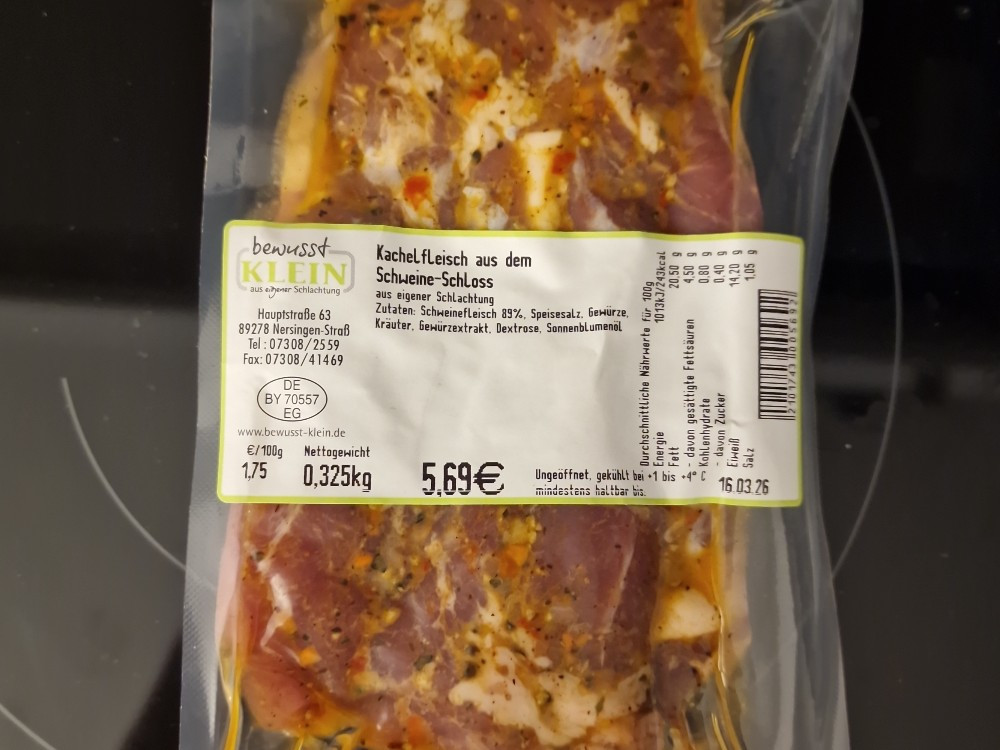 bewusst
KLEIN
aus eigener Schlachtung
Hauptstraße 63
89278 Nersingen-Straß
Tel : 07308/2559
Fax: 07308/41469
DE
BY 70557
EG
www.bewusst-klein.de
€/100g Nettogewicht
1,75 0,325kg 5,69€
Kachelfleisch aus dem
Schweine-Schloss
aus eigener Schlachtung
Zutaten: Schweinefleisch 89%, Speisesalz, Gewürze,
Kräuter, Gewürzextrakt, Dextrose, Sonnenblumenöl
Ungeöffnet, gekühlt bei +1 bis +4° C
mindestens haltbar bis. 16.03.26
Durchschnittliche Nährwerte für 100g
Energie 1013kJ/243kcal
Fett 20,50 g
- davon gesättigte Fettsäuren 4,50 g
Kohlenhydrate 0,80 g
- davon Zucker 0,40 g
Eiweiß 14,20 g
Salz 1,05 g